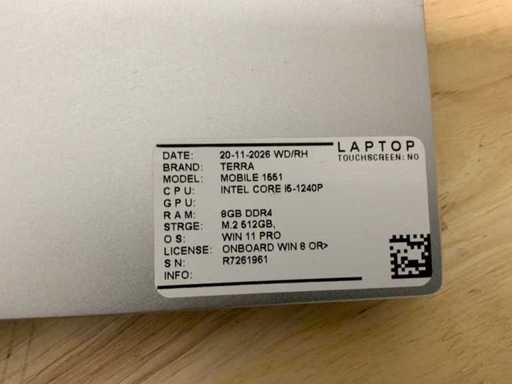 LAPTOP
TOUCHSCREEN: NO
DATE: 20-11-2026 WD/RH
BRAND: TERRA
MODEL: MOBILE 1551
CPU: INTEL CORE I5-1240P
GPU:
RAM: 8GB DDR4
STRGE: M.2 512GB,
OS: WIN 11 PRO
LICENSE: ONBOARD WIN 8 OR>
SN: R7261961
INFO: